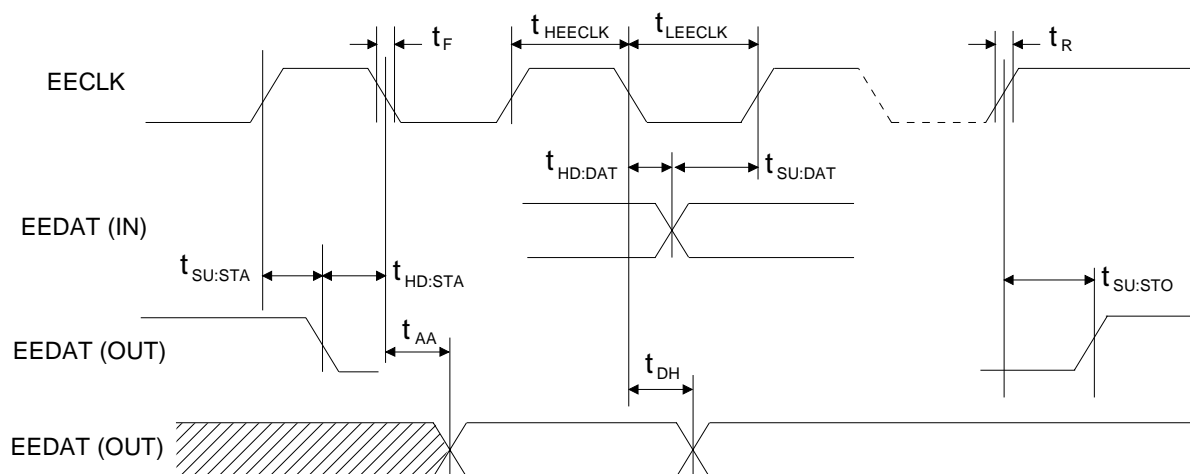 t F
t HEECLK
t LEECLK
t R
EECLK
t HD:DAT
t SU:DAT
EEDAT (IN)
t SU:STA
t HD:STA
t SU:STO
EEDAT (OUT)
t AA
t DH
EEDAT (OUT)